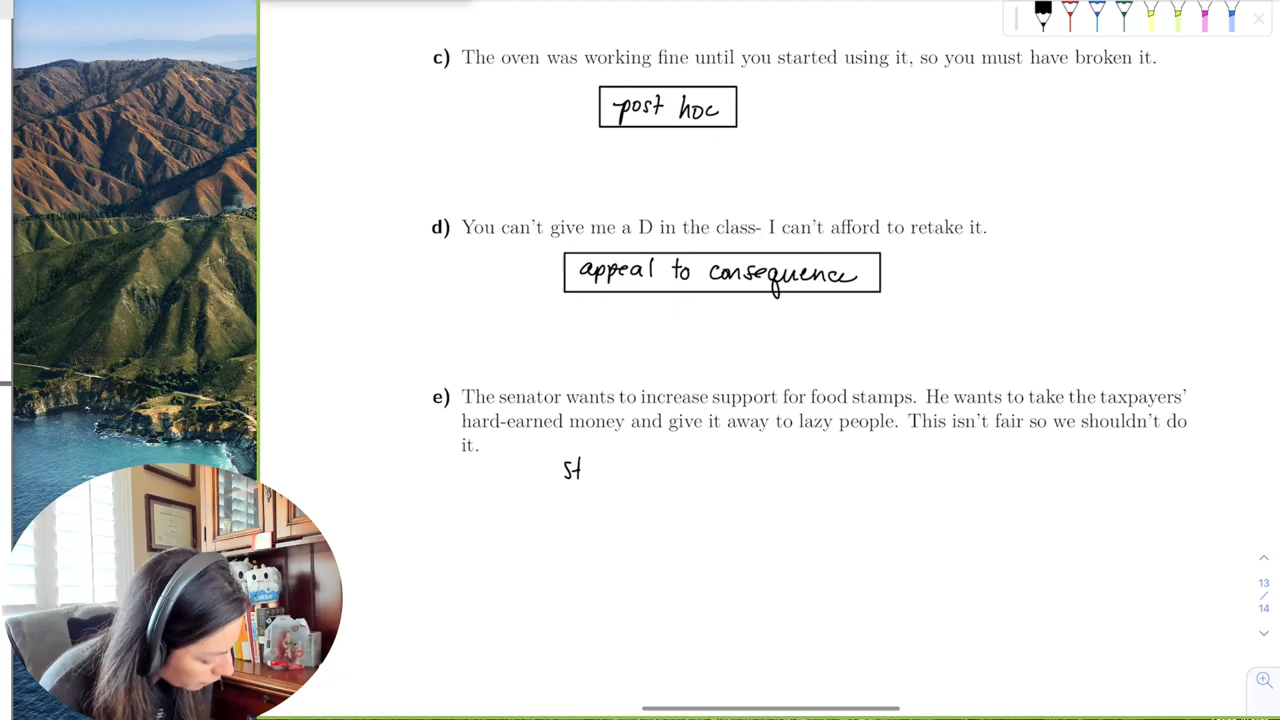 c) The oven was working fine until you started using it, so you must have broken it.
post hoc
d) You can't give me a D in the class- I can't afford to retake it.
appeal to consequence
e) The senator wants to increase support for food stamps. He wants to take the taxpayers'
hard-earned money and give it away to lazy people. This isn't fair so we shouldn't do
it.
st
13
/
14